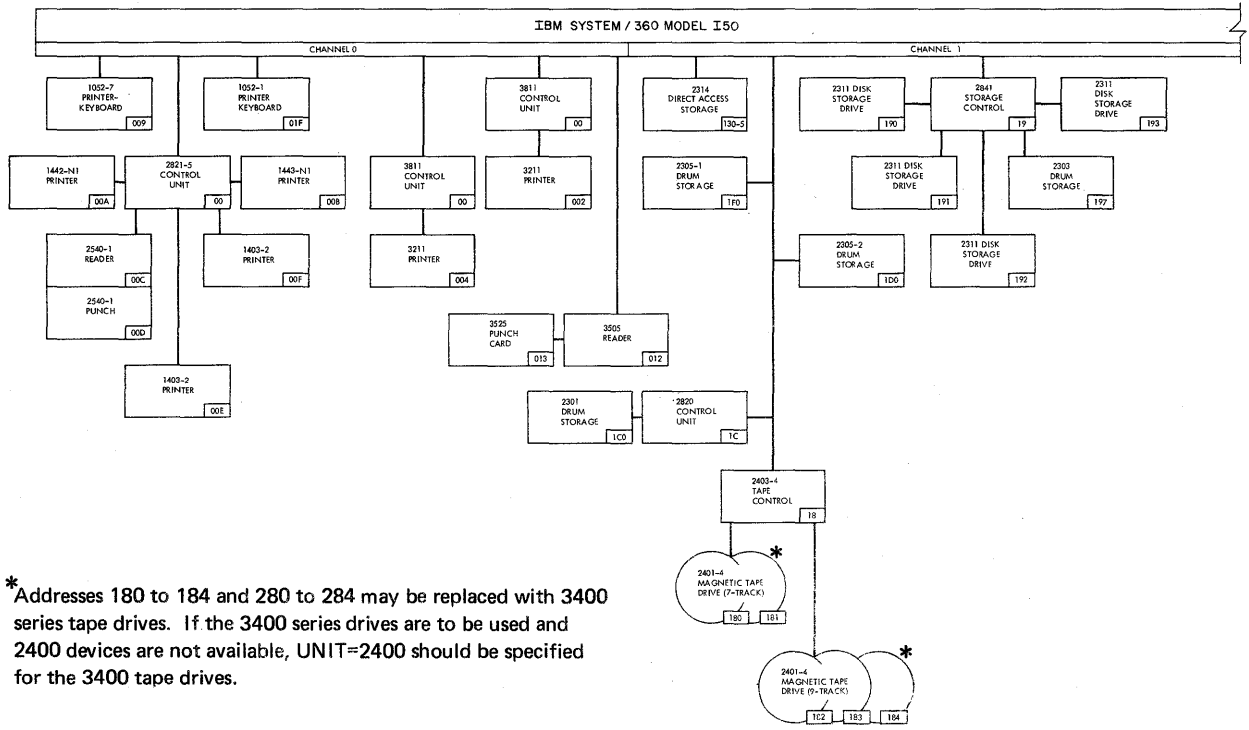 IBM SYSTEM / 360 MODEL I50
CHANNEL 0
CHANNEL 1
1052-7
PRINTER-
KEYBOARD
009
1052-1
PRINTER
KEYBOARD
01F
3811
CONTROL
UNIT
00
2314
DIRECT ACCESS
STORAGE
130-5
2311 DISK
STORAGE
DRIVE
190
2841
STORAGE
CONTROL
19
2311
DISK
STORAGE
DRIVE
193
1442-N1
PRINTER
00A
2821-5
CONTROL
UNIT
00
1443-N1
PRINTER
00B
3811
CONTROL
UNIT
00
3211
PRINTER
002
2305-1
DRUM
STORAGE
1F0
2311 DISK
STORAGE
DRIVE
191
2303
DRUM
STORAGE
197
2540-1
READER
00C
2540-1
PUNCH
00D
1403-2
PRINTER
00F
3211
PRINTER
004
2305-2
DRUM
STORAGE
1D0
2311 DISK
STORAGE
DRIVE
192
3525
PUNCH
CARD
013
3505
READER
012
1403-2
PRINTER
00E
2301
DRUM
STORAGE
1C0
2820
CONTROL
UNIT
1C
2403-4
TAPE
CONTROL
18
*
2401-4
MAGNETIC TAPE
DRIVE (7-TRACK)
180 181
*
2401-4
MAGNETIC TAPE
DRIVE (9-TRACK)
182 183 184
*Addresses 180 to 184 and 280 to 284 may be replaced with 3400
series tape drives. If the 3400 series drives are to be used and
2400 devices are not available, UNIT=2400 should be specified
for the 3400 tape drives.